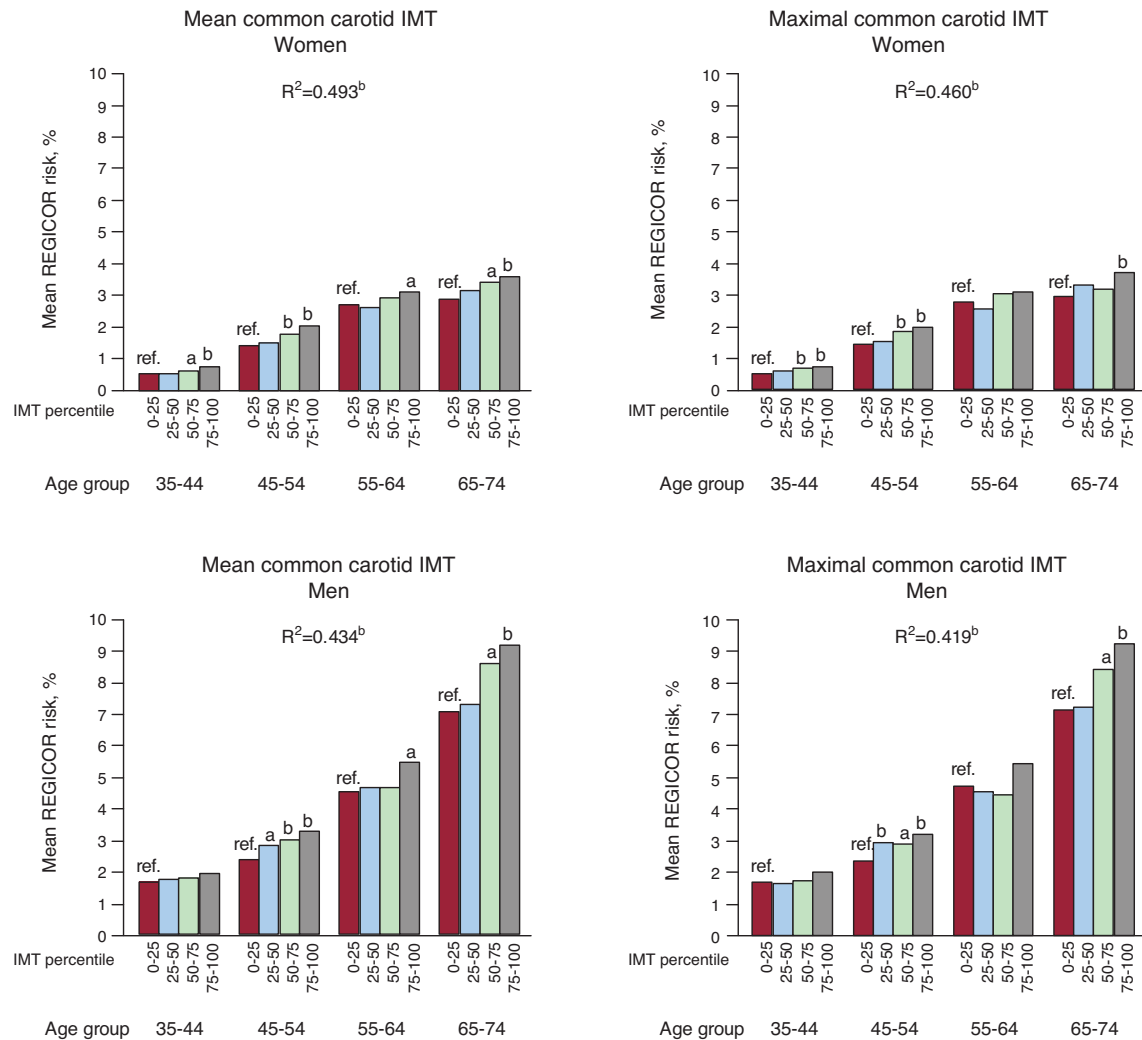 Mean common carotid IMT
Women
R²=0.493ᵇ
Mean REGICOR risk, %
10
9
8
7
6
5
4
3
2
1
0
ref. a b
ref. b b
ref. a
ref. a b
IMT percentile 0-25 25-50 50-75 75-100 0-25 25-50 50-75 75-100 0-25 25-50 50-75 75-100 0-25 25-50 50-75 75-100
Age group 35-44 45-54 55-64 65-74
Maximal common carotid IMT
Women
R²=0.460ᵇ
Mean REGICOR risk, %
10
9
8
7
6
5
4
3
2
1
0
ref. b b
ref. b b
ref.
ref. b
IMT percentile 0-25 25-50 50-75 75-100 0-25 25-50 50-75 75-100 0-25 25-50 50-75 75-100 0-25 25-50 50-75 75-100
Age group 35-44 45-54 55-64 65-74
Mean common carotid IMT
Men
R²=0.434ᵇ
Mean REGICOR risk, %
10
9
8
7
6
5
4
3
2
1
0
ref.
ref. a b b
ref. a
ref. a b
IMT percentile 0-25 25-50 50-75 75-100 0-25 25-50 50-75 75-100 0-25 25-50 50-75 75-100 0-25 25-50 50-75 75-100
Age group 35-44 45-54 55-64 65-74
Maximal common carotid IMT
Men
R²=0.419ᵇ
Mean REGICOR risk, %
10
9
8
7
6
5
4
3
2
1
0
ref.
ref. b a b
ref.
ref. a b
IMT percentile 0-25 25-50 50-75 75-100 0-25 25-50 50-75 75-100 0-25 25-50 50-75 75-100 0-25 25-50 50-75 75-100
Age group 35-44 45-54 55-64 65-74